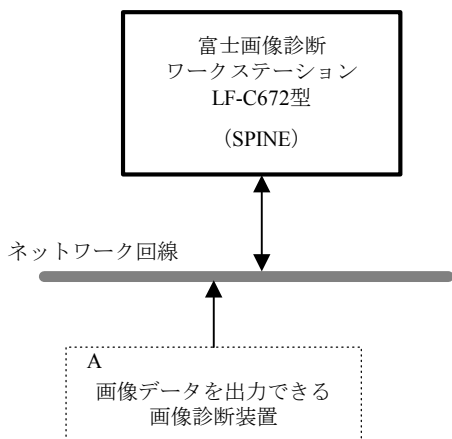 富士画像診断
ワークステーション
LF-C672型
（SPINE）
ネットワーク回線
A
画像データを出力できる
画像診断装置